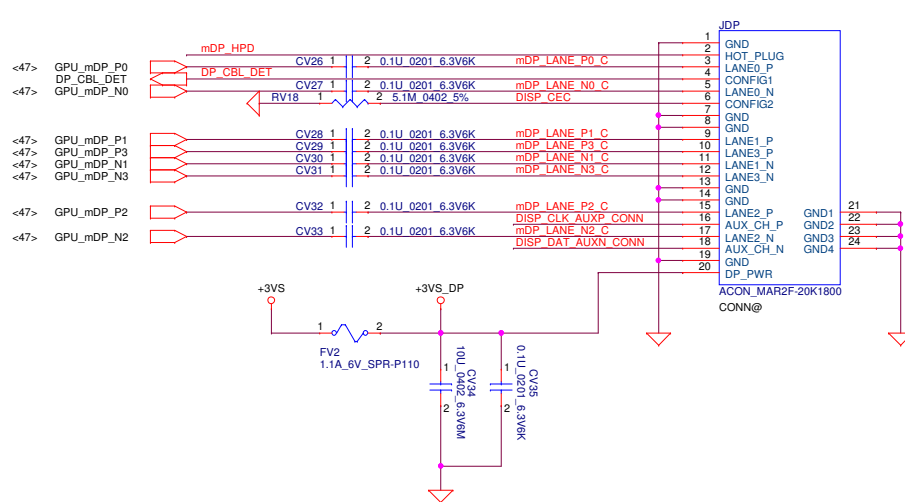 JDP
mDP_HPD
1 GND
2 HOT_PLUG
<47> GPU_mDP_P0 CV26 1 2 0.1U_0201_6.3V6K mDP_LANE_P0_C 3 LANE0_P
DP_CBL_DET DP_CBL_DET 4 CONFIG1
<47> GPU_mDP_N0 CV27 1 2 0.1U_0201_6.3V6K mDP_LANE_N0_C 5 LANE0_N
RV18 1 2 5.1M_0402_5% DISP_CEC 6 CONFIG2
7 GND
8 GND
<47> GPU_mDP_P1 CV28 1 2 0.1U_0201_6.3V6K mDP_LANE_P1_C 9 LANE1_P
<47> GPU_mDP_P3 CV29 1 2 0.1U_0201_6.3V6K mDP_LANE_P3_C 10 LANE3_P
<47> GPU_mDP_N1 CV30 1 2 0.1U_0201_6.3V6K mDP_LANE_N1_C 11 LANE1_N
<47> GPU_mDP_N3 CV31 1 2 0.1U_0201_6.3V6K mDP_LANE_N3_C 12 LANE3_N
13 GND
14 GND
<47> GPU_mDP_P2 CV32 1 2 0.1U_0201_6.3V6K mDP_LANE_P2_C 15 LANE2_P GND1 21
DISP_CLK_AUXP_CONN 16 AUX_CH_P GND2 22
<47> GPU_mDP_N2 CV33 1 2 0.1U_0201_6.3V6K mDP_LANE_N2_C 17 LANE2_N GND3 23
DISP_DAT_AUXN_CONN 18 AUX_CH_N GND4 24
19 GND
20 DP_PWR
+3VS +3VS_DP ACON_MAR2F-20K1800
CONN@
1 2
FV2
1.1A_6V_SPR-P110
1 2 CV34
10U_0402_6.3V6M
1 2 CV35
0.1U_0201_6.3V6K